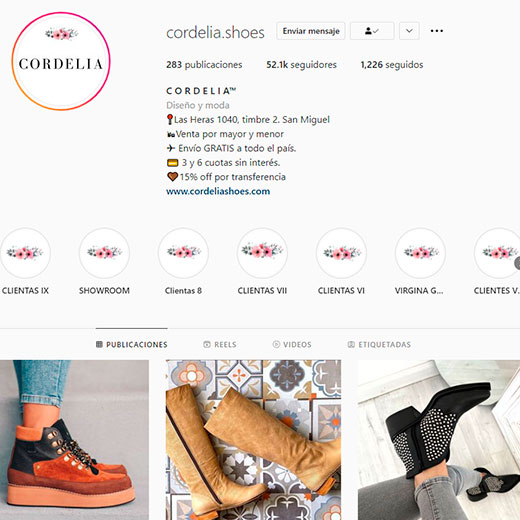 CORDELIA
cordelia.shoes
Enviar mensaje
283 publicaciones 52.1k seguidores 1,226 seguidos
C O R D E L I A™
Diseño y moda
📍Las Heras 1040, timbre 2. San Miguel
Venta por mayor y menor
✈ Envío GRATIS a todo el país.
💳 3 y 6 cuotas sin interés.
🤎15% off por transferencia
www.cordeliashoes.com
CLIENTAS IX SHOWROOM Clientas 8 CLIENTAS VII CLIENTAS VI VIRGINA G... CLIENTES V...
PUBLICACIONES REELS VIDEOS ETIQUETADAS